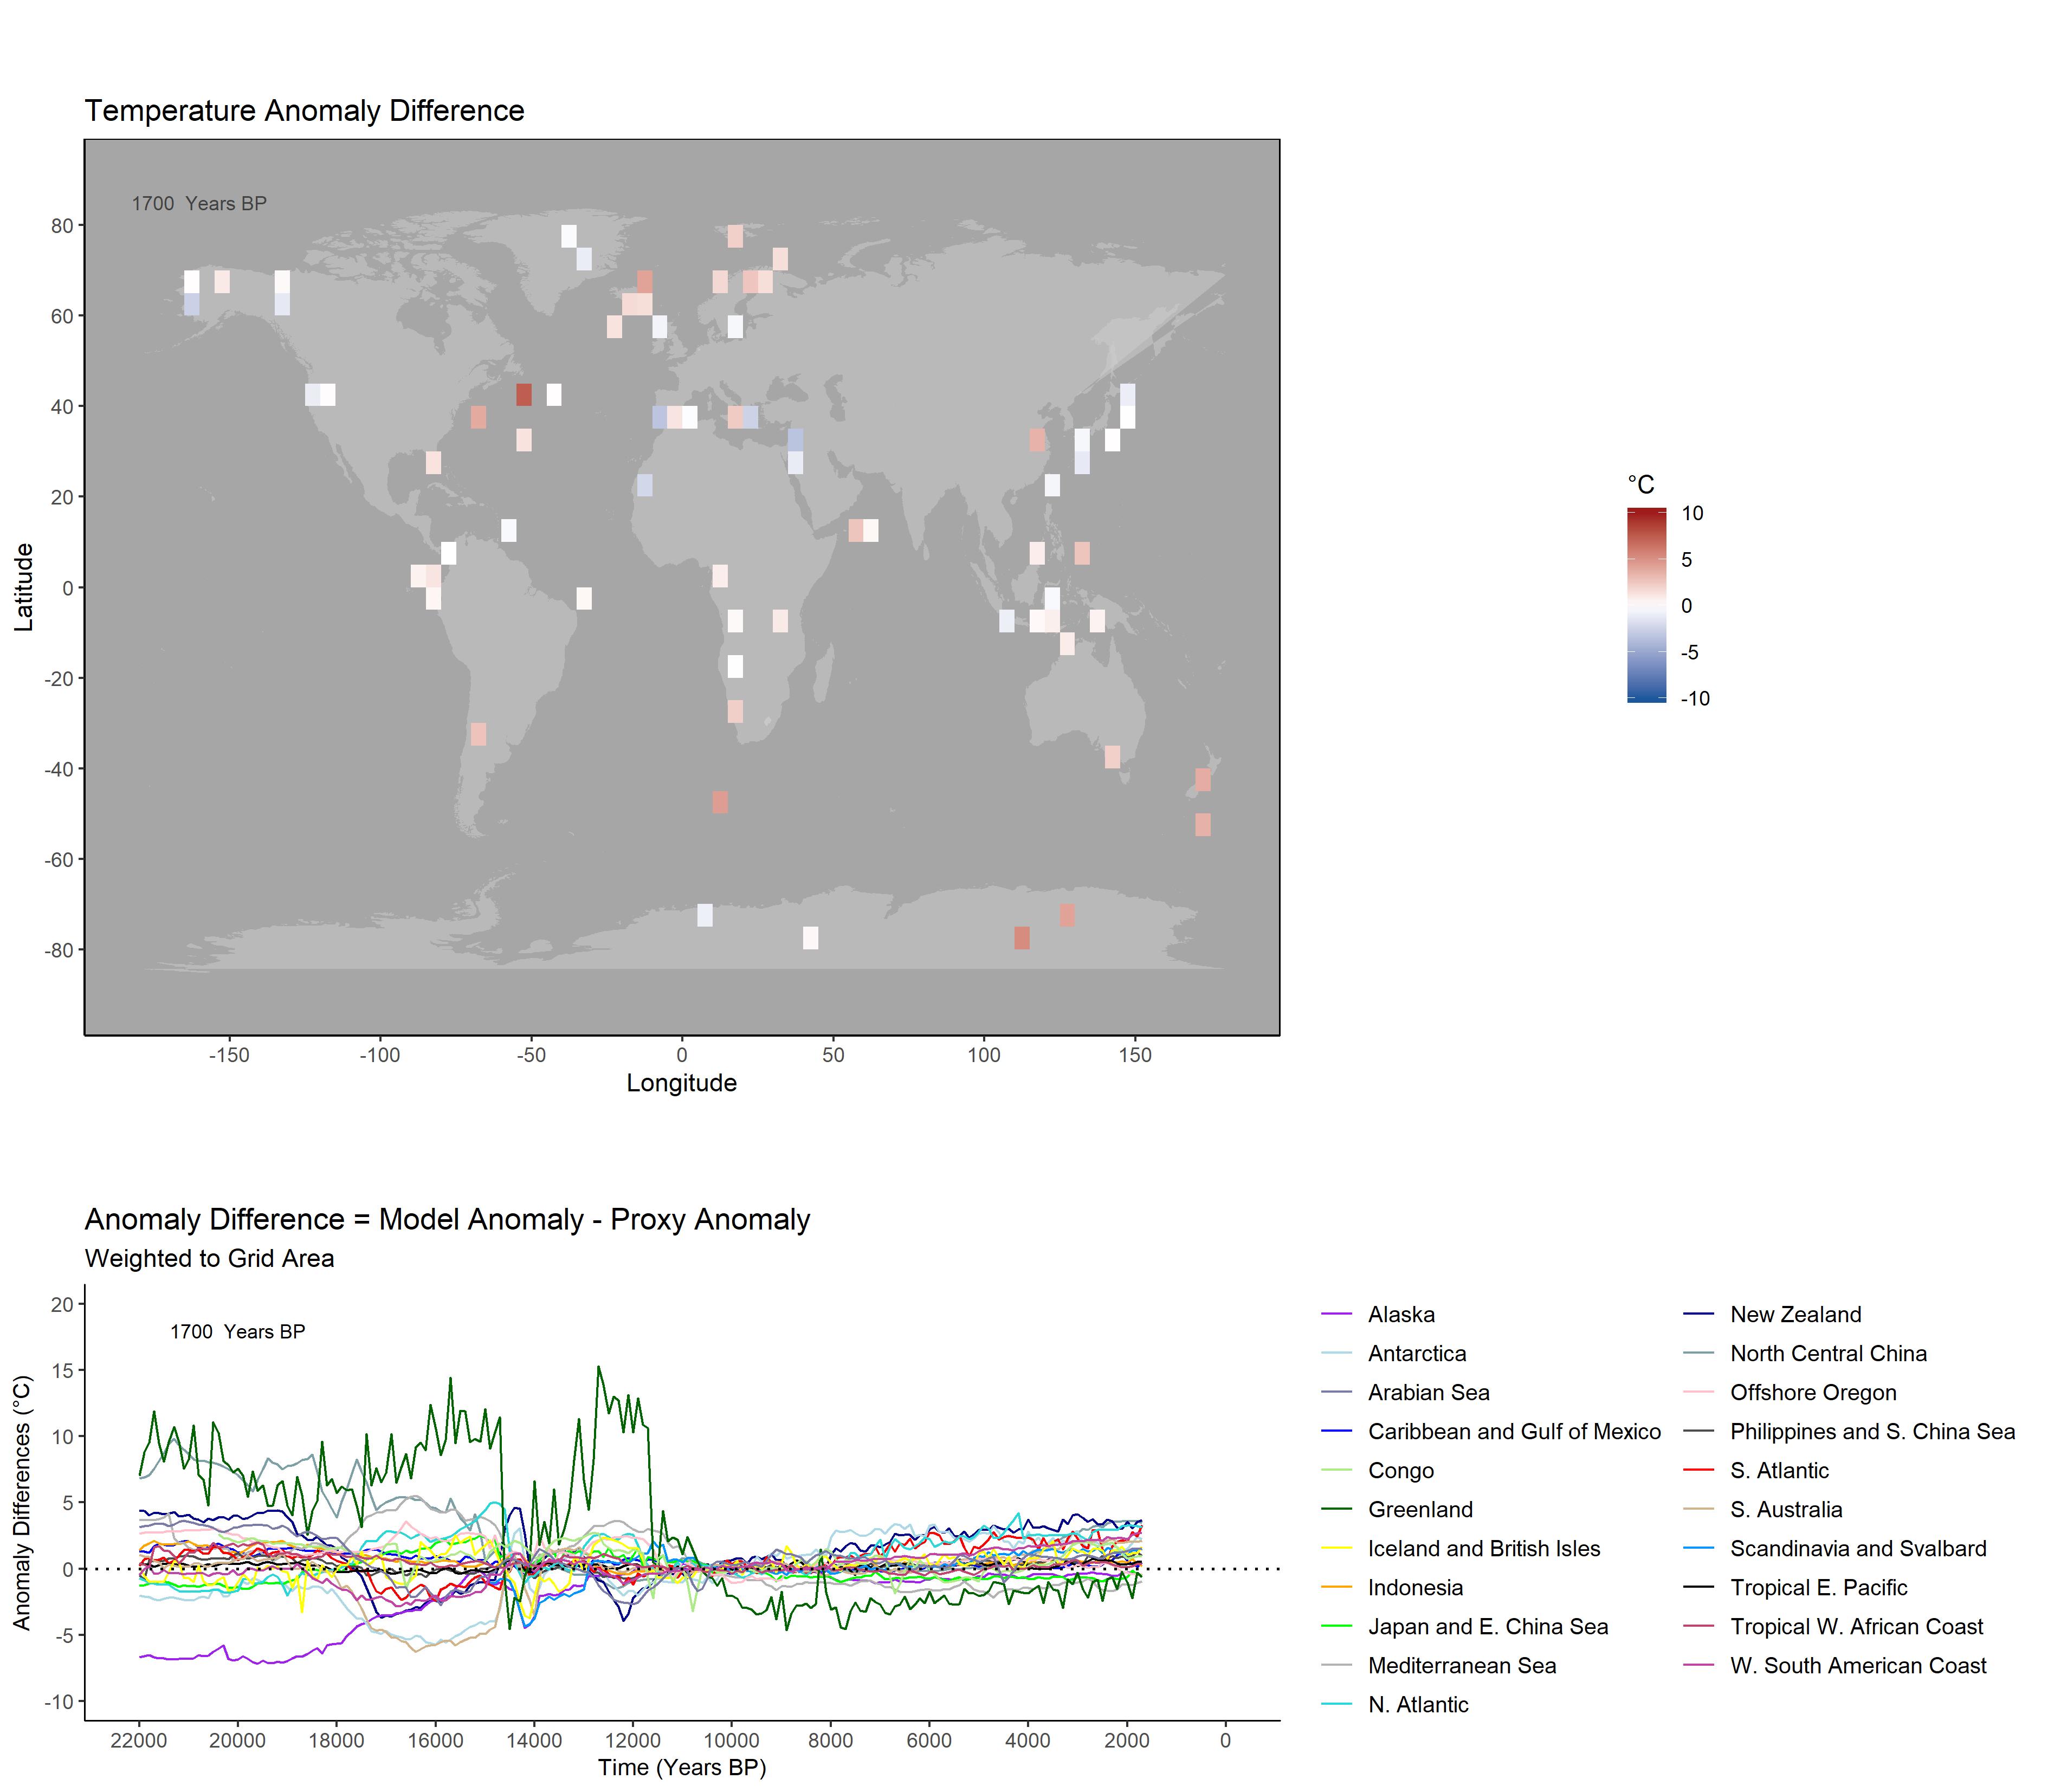 Temperature Anomaly Difference
1700  Years BP
80
60
40
20
0
-20
-40
-60
-80
Latitude
-150
-100
-50
0
50
100
150
Longitude
°C
10
5
0
-5
-10
Anomaly Difference = Model Anomaly - Proxy Anomaly
Weighted to Grid Area
1700  Years BP
20
15
10
5
0
-5
-10
Anomaly Differences (°C)
22000
20000
18000
16000
14000
12000
10000
8000
6000
4000
2000
0
Time (Years BP)
Alaska
Antarctica
Arabian Sea
Caribbean and Gulf of Mexico
Congo
Greenland
Iceland and British Isles
Indonesia
Japan and E. China Sea
Mediterranean Sea
N. Atlantic
New Zealand
North Central China
Offshore Oregon
Philippines and S. China Sea
S. Atlantic
S. Australia
Scandinavia and Svalbard
Tropical E. Pacific
Tropical W. African Coast
W. South American Coast